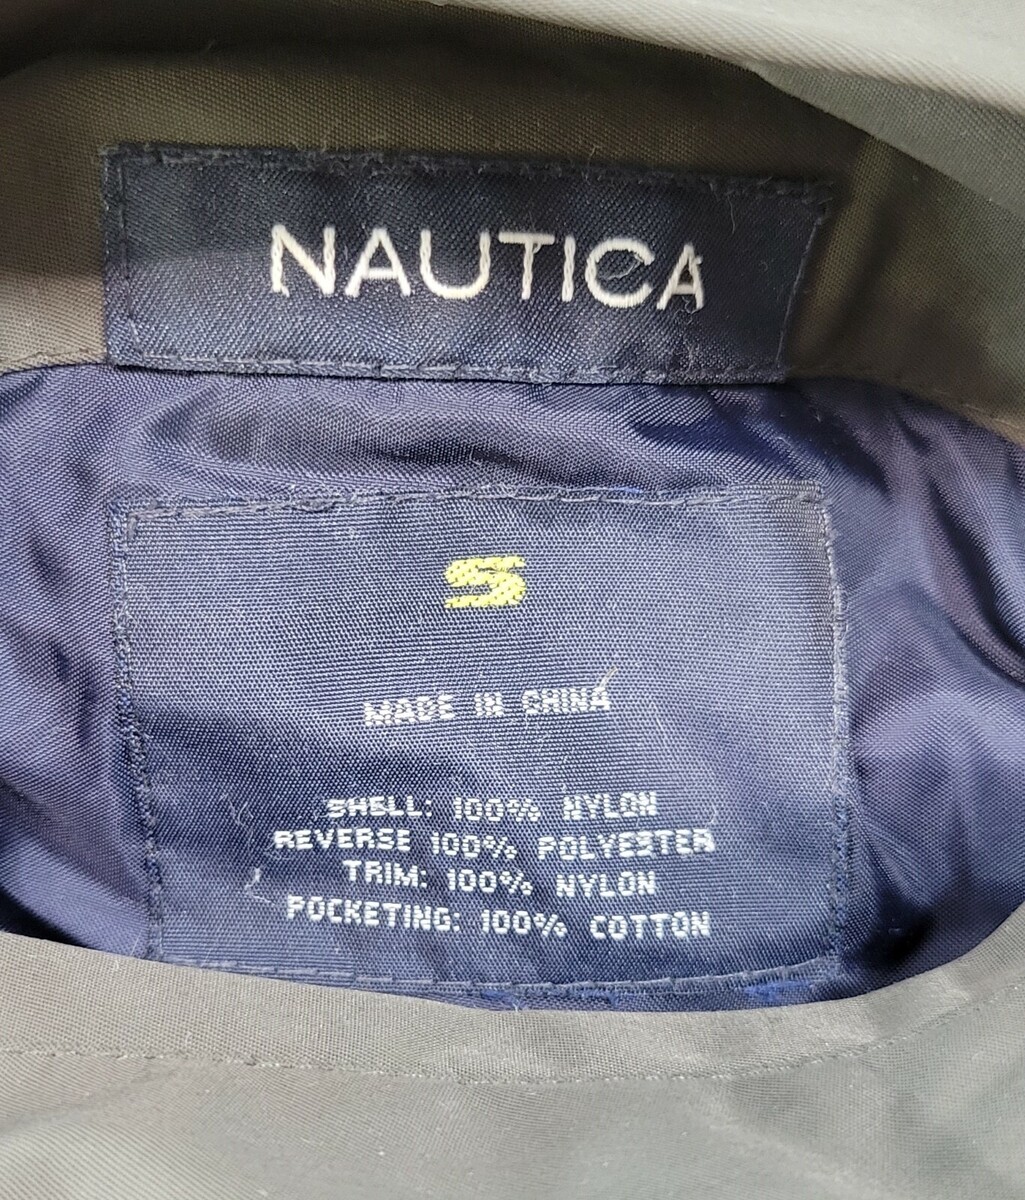 NAUTICA
S
MADE IN CHINA
SHELL: 100% NYLON
REVERSE 100% POLYESTER
TRIM: 100% NYLON
POCKETING: 100% COTTON